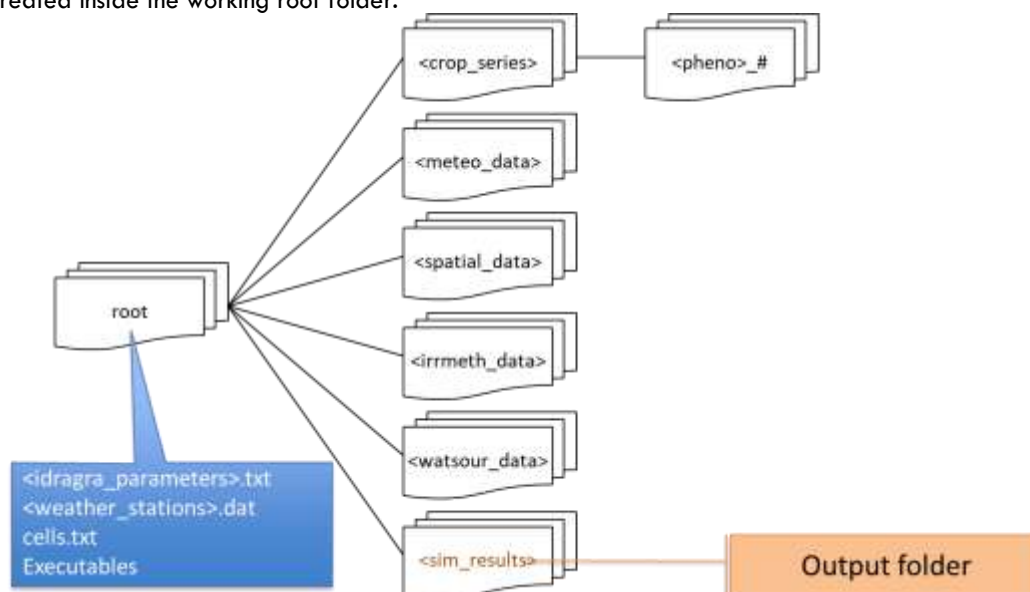 reated inside the working root folder.
<crop_series>
<pheno>_#
<meteo_data>
<spatial_data>
root
<irrmeth_data>
<watsour_data>
<idragra_parameters>.txt
<weather_stations>.dat
cells.txt
Executables
<sim_results>
Output folder